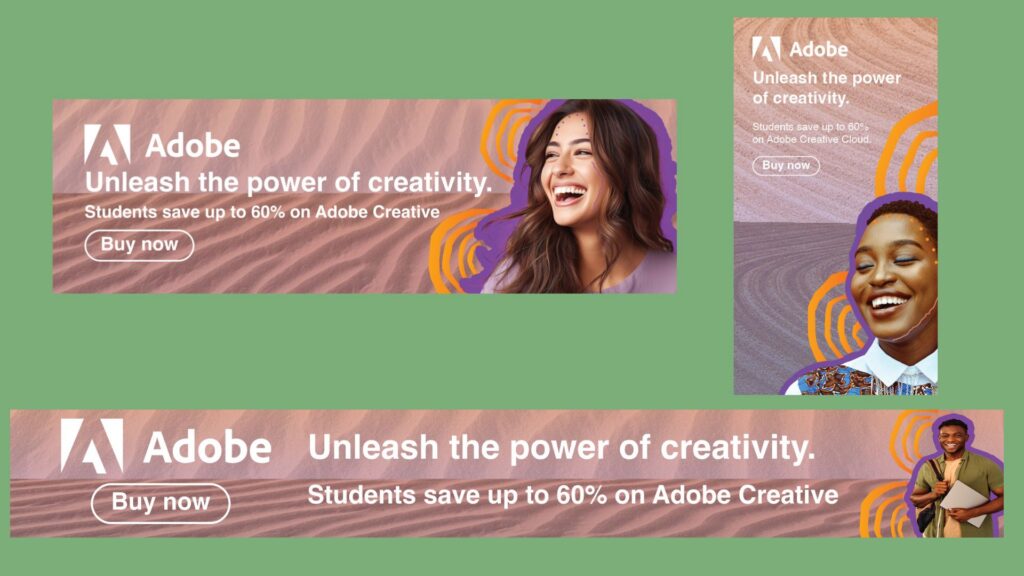 Adobe
Unleash the power of creativity.
Students save up to 60% on Adobe Creative
Buy now
Adobe
Unleash the power
of creativity.
Students save up to 60%
on Adobe Creative Cloud.
Buy now
Adobe
Buy now
Unleash the power of creativity.
Students save up to 60% on Adobe Creative